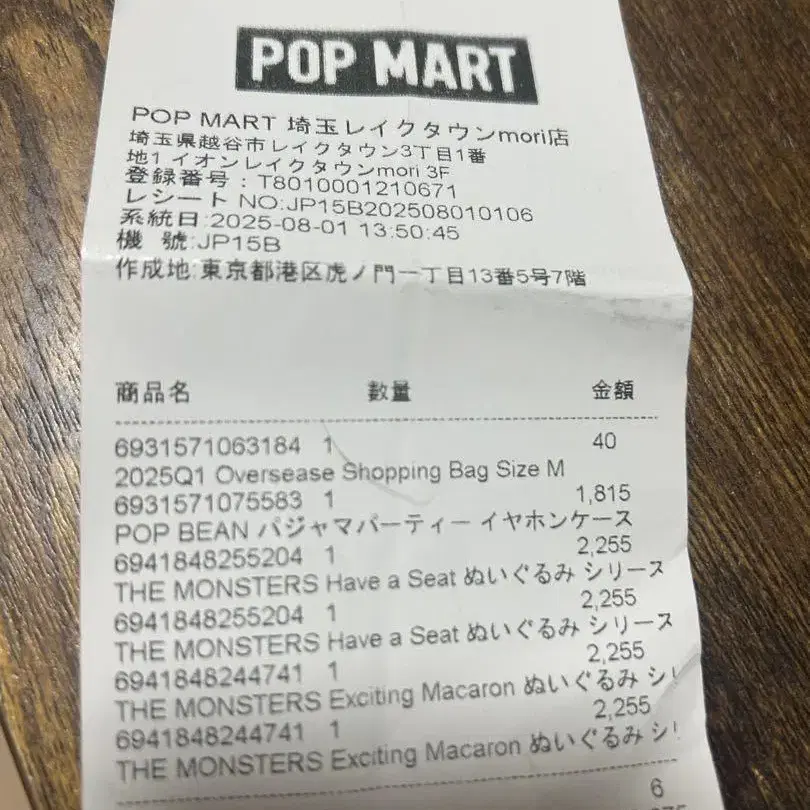 POP MART
POP MART 埼玉レイクタウンmori店
埼玉県越谷市レイクタウン3丁目1番
地1 イオンレイクタウンmori 3F
登録番号：T8010001210671
レシート NO:JP15B202508010106
系統日:2025-08-01 13:50:45
機 號:JP15B
作成地:東京都港区虎ノ門一丁目13番5号7階
商品名 数量 金額
6931571063184 1 40
2025Q1 Oversease Shopping Bag Size M
6931571075583 1 1,815
POP BEAN パジャマパーティー イヤホンケース
6941848255204 1 2,255
THE MONSTERS Have a Seat ぬいぐるみ シリーズ
6941848255204 1 2,255
THE MONSTERS Have a Seat ぬいぐるみ シリーズ
6941848244741 1 2,255
THE MONSTERS Exciting Macaron ぬいぐるみ シリ
6941848244741 1 2,255
THE MONSTERS Exciting Macaron ぬいぐるみ シリ
6